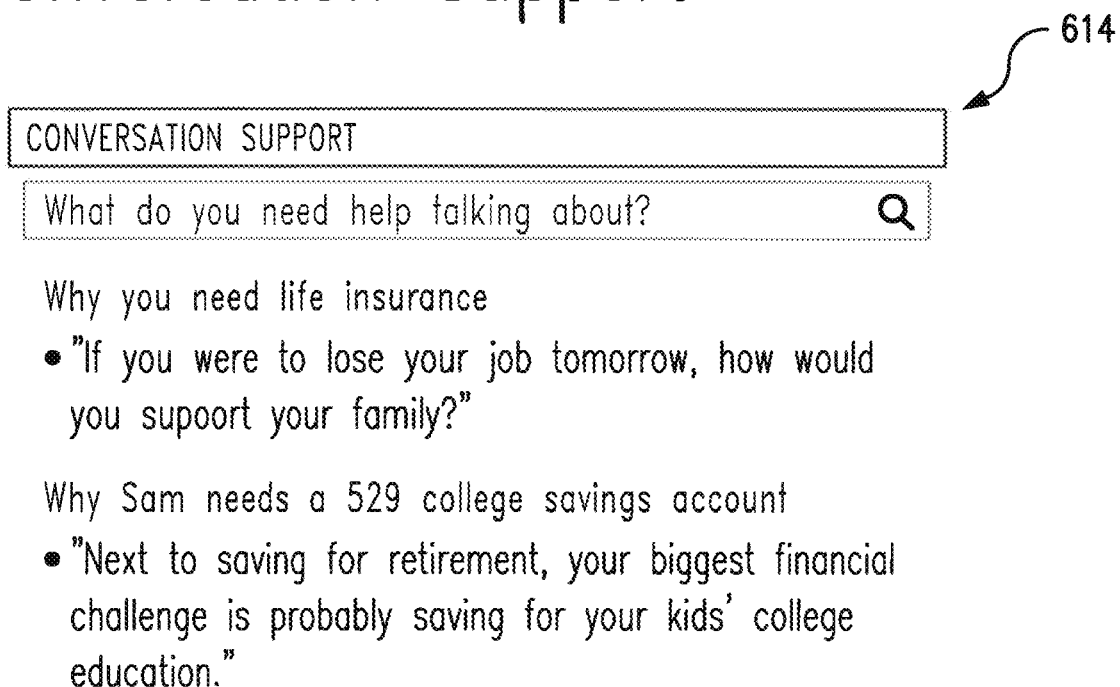 614
CONVERSATION SUPPORT
What do you need help talking about?
Why you need life insurance
• "If you were to lose your job tomorrow, how would
you supoort your family?"
Why Sam needs a 529 college savings account
• "Next to saving for retirement, your biggest financial
challenge is probably saving for your kids' college
education."